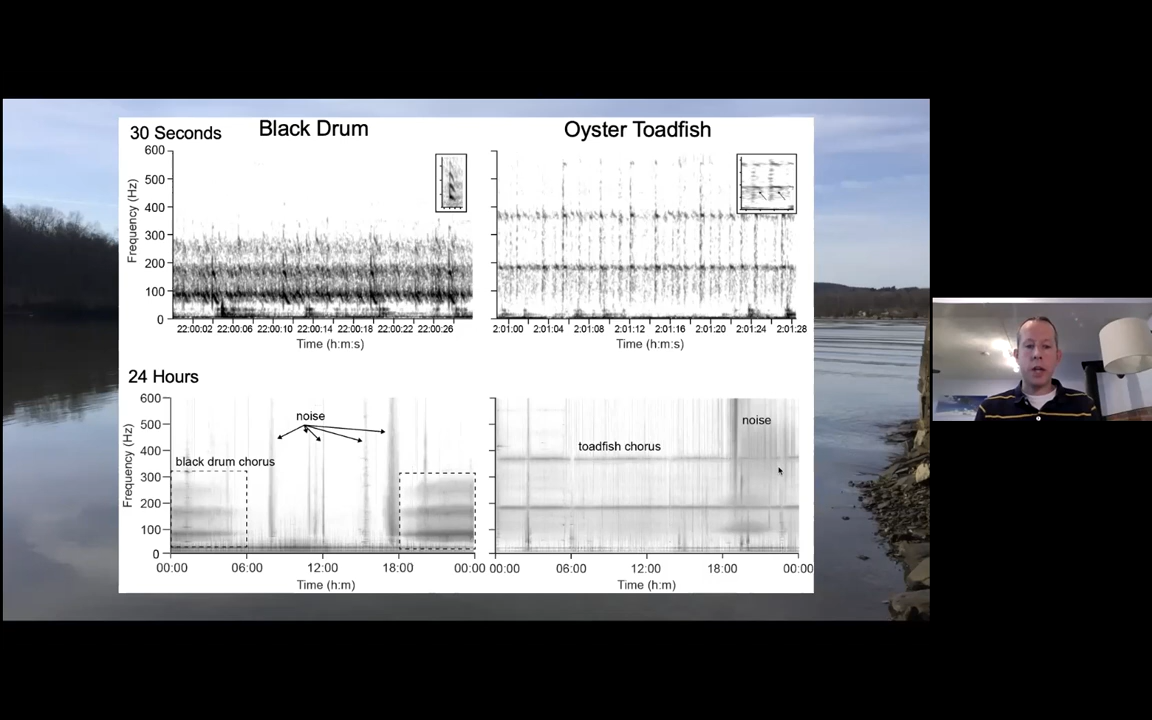 30 Seconds
Black Drum
Oyster Toadfish
600
500
400
300
200
100
0
Frequency (Hz)
22:00:02 22:00:06 22:00:10 22:00:14 22:00:18 22:00:22 22:00:26
Time (h:m:s)
2:01:00 2:01:04 2:01:08 2:01:12 2:01:16 2:01:20 2:01:24 2:01:28
Time (h:m:s)
24 Hours
600
500
400
300
200
100
0
Frequency (Hz)
noise
black drum chorus
00:00 06:00 12:00 18:00 00:00
Time (h:m)
noise
toadfish chorus
00:00 06:00 12:00 18:00 00:00
Time (h:m)